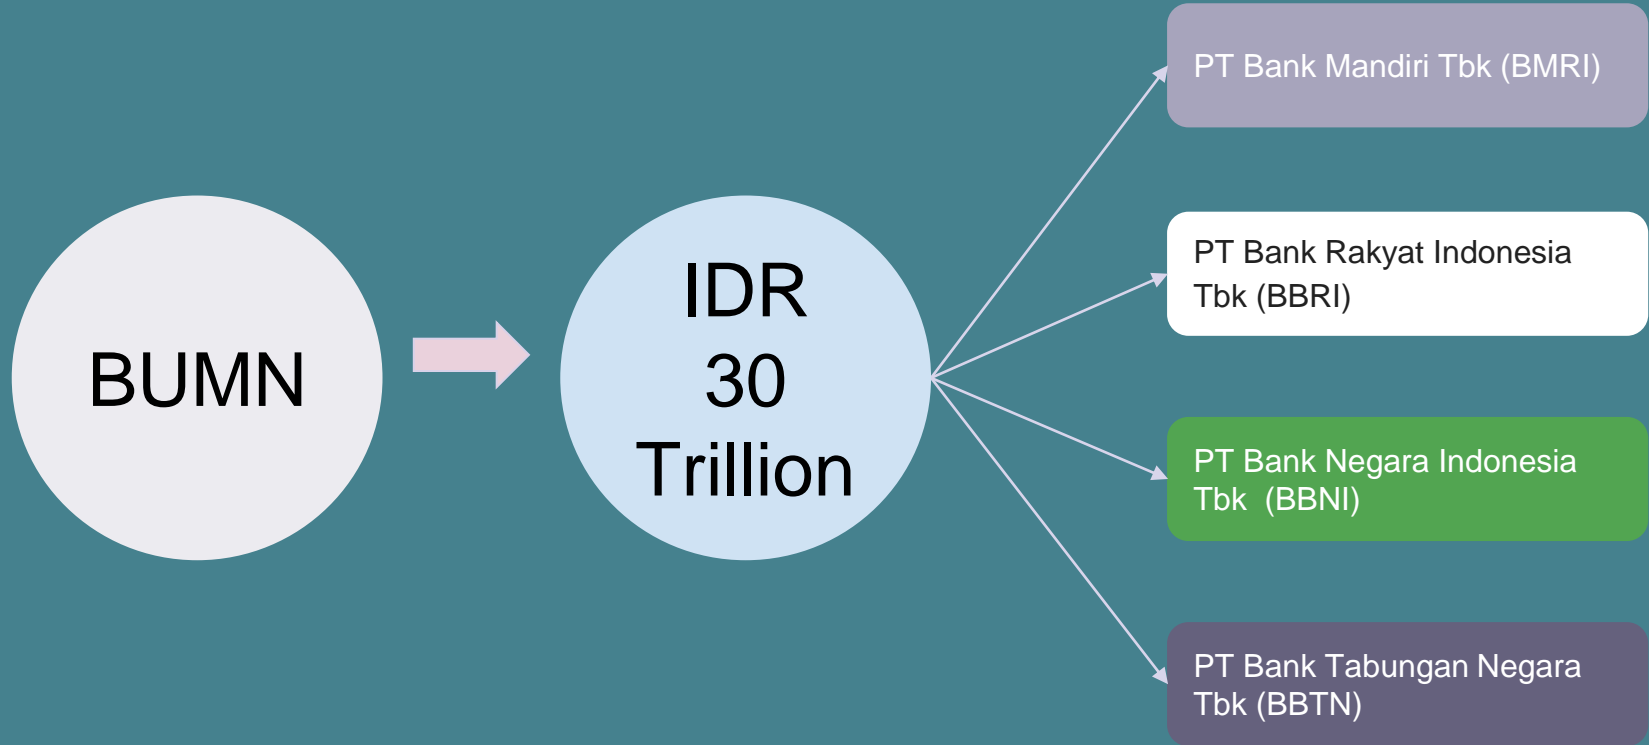 BUMN
IDR
30
Trillion
PT Bank Mandiri Tbk (BMRI)
PT Bank Rakyat Indonesia
Tbk (BBRI)
PT Bank Negara Indonesia
Tbk  (BBNI)
PT Bank Tabungan Negara
Tbk (BBTN)